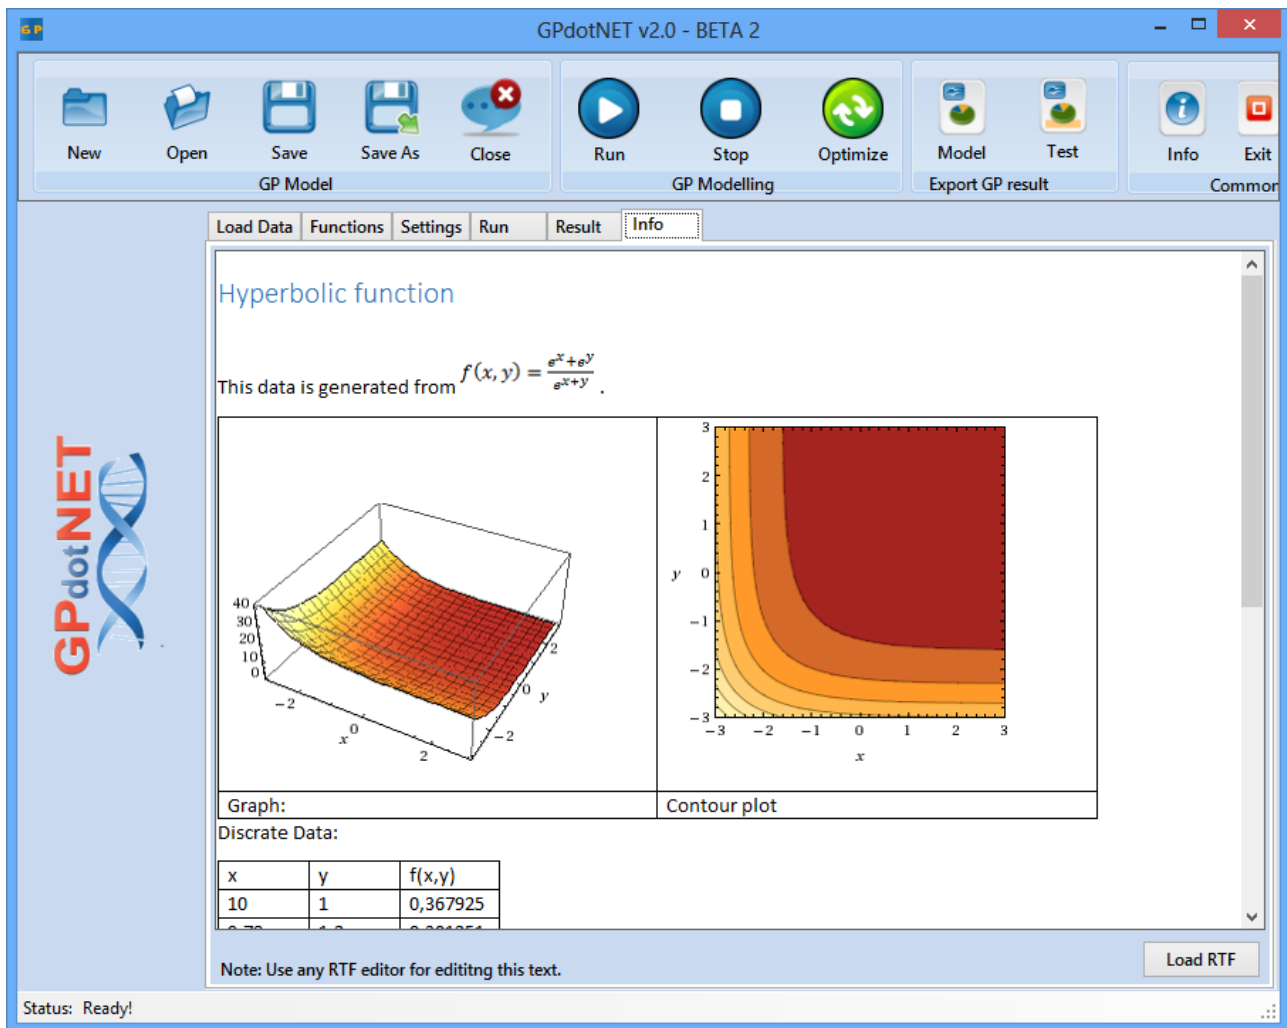 GP
GPdotNET v2.0 - BETA 2
New Open Save Save As Close Run Stop Optimize Model Test Info Exit
GP Model GP Modelling Export GP result Common
Load Data Functions Settings Run Result Info
GPdotNET
Hyperbolic function
This data is generated from f(x, y) = (e^x + e^y)/(e^(x+y)) .
40
30
20
10
0
−2
0
2
x
−2
0
2
y
3
2
1
0
−1
−2
−3
y
−3 −2 −1 0 1 2 3
x
Graph: Contour plot
Discrate Data:
x y f(x,y)
10 1 0,367925
Note: Use any RTF editor for edititng this text.
Load RTF
Status: Ready!